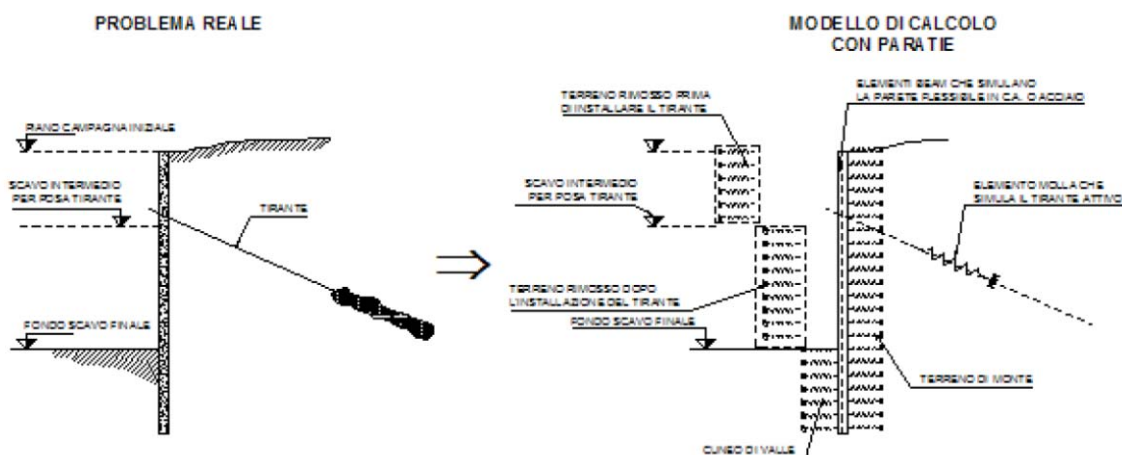 PROBLEMA REALE
PIANO CAMPAGNA INIZIALE
SCAVO INTERMEDIO
PER POSA TIRANTE
TIRANTE
FONDO SCAVO FINALE
MODELLO DI CALCOLO
CON PARATIE
TERRENO RIMOSSO PRIMA
DI INSTALLARE IL TIRANTE
ELEMENTI BEAM CHE SIMULANO
LA PARETE FLESSIBILE IN C.A. O ACCIAIO
SCAVO INTERMEDIO
PER POSA TIRANTE
ELEMENTO MOLLA CHE
SIMULA IL TIRANTE ATTIVO
TERRENO RIMOSSO DOPO
L'INSTALLAZIONE DEL TIRANTE
FONDO SCAVO FINALE
TERRENO DI MONTE
CUNEO DI VALLE